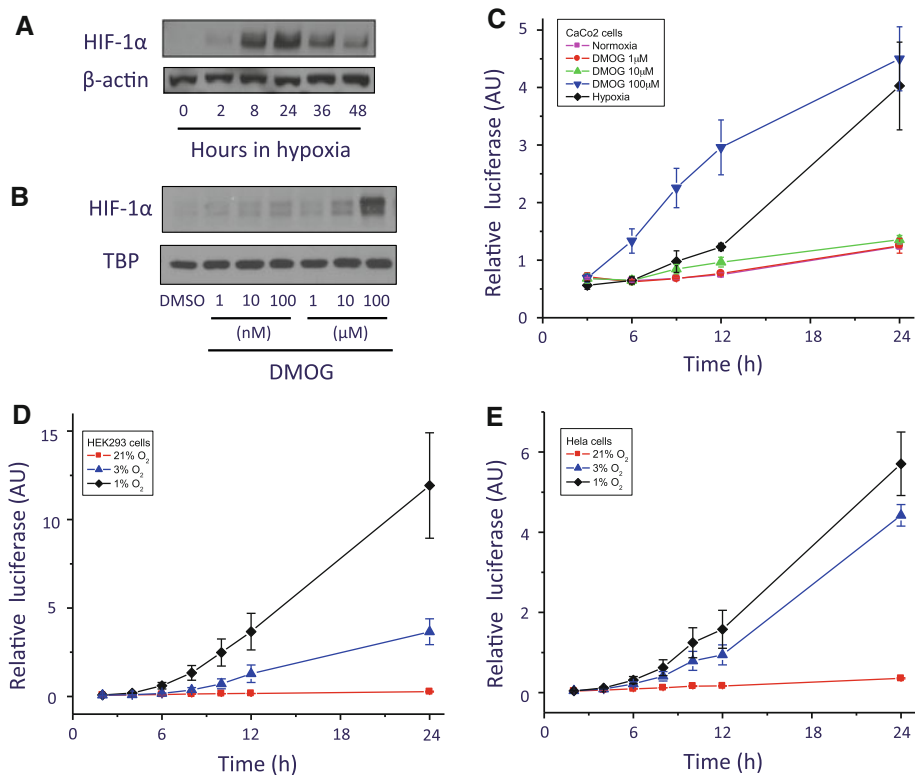 A
HIF-1α
β-actin
0 2 8 24 36 48
Hours in hypoxia
B
HIF-1α
TBP
DMSO 1 10 100 1 10 100
(nM) (μM)
DMOG
C
CaCo2 cells
Normoxia
DMOG 1μM
DMOG 10μM
DMOG 100μM
Hypoxia
Relative luciferase (AU)
5
4
3
2
1
0
0 6 12 18 24
Time (h)
D
HEK293 cells
21% O2
3% O2
1% O2
Relative luciferase (AU)
15
10
5
0
0 6 12 18 24
Time (h)
E
Hela cells
21% O2
3% O2
1% O2
Relative luciferase (AU)
6
4
2
0
0 6 12 18 24
Time (h)